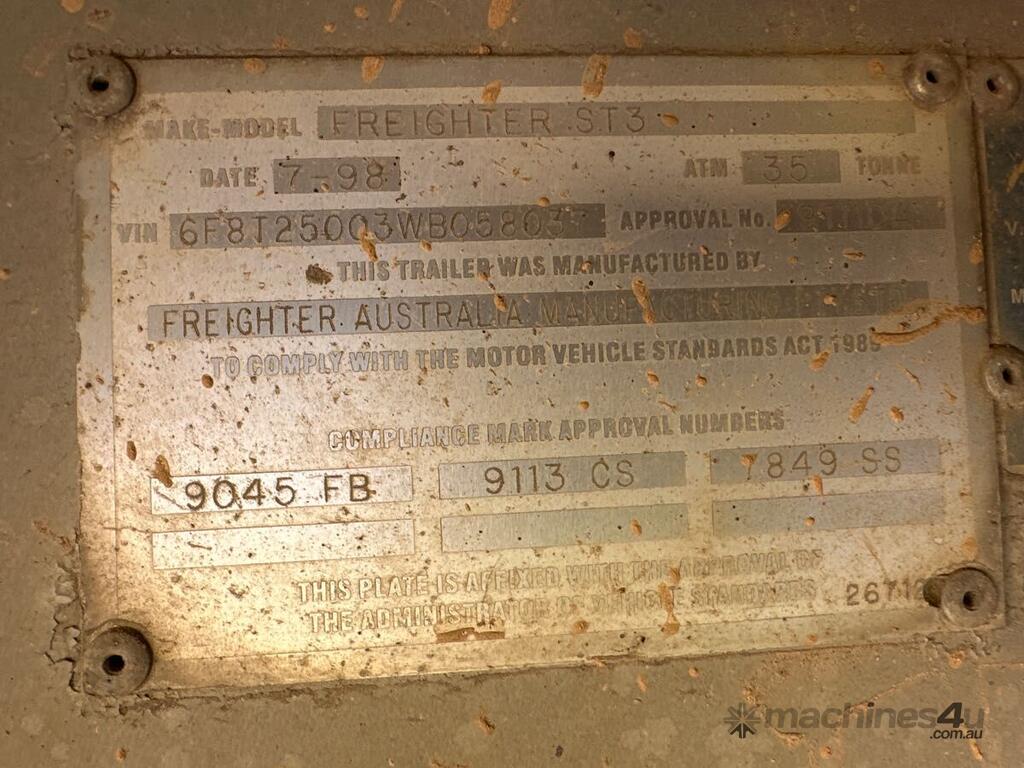 MAKE-MODEL FREIGHTER ST3
DATE 7-98 ATM 35 TONNE
VIN 6F8T25003WB05803 APPROVAL No.
THIS TRAILER WAS MANUFACTURED BY
FREIGHTER AUSTRALIA MANUFACTURING
TO COMPLY WITH THE MOTOR VEHICLE STANDARDS ACT 1989
COMPLIANCE MARK APPROVAL NUMBERS
9045 FB 9113 CS 7849 SS
THIS PLATE IS AFFIXED WITH THE APPROVAL OF
THE ADMINISTRATOR OF VEHICLE STANDARDS 26712
machines4u
.com.au